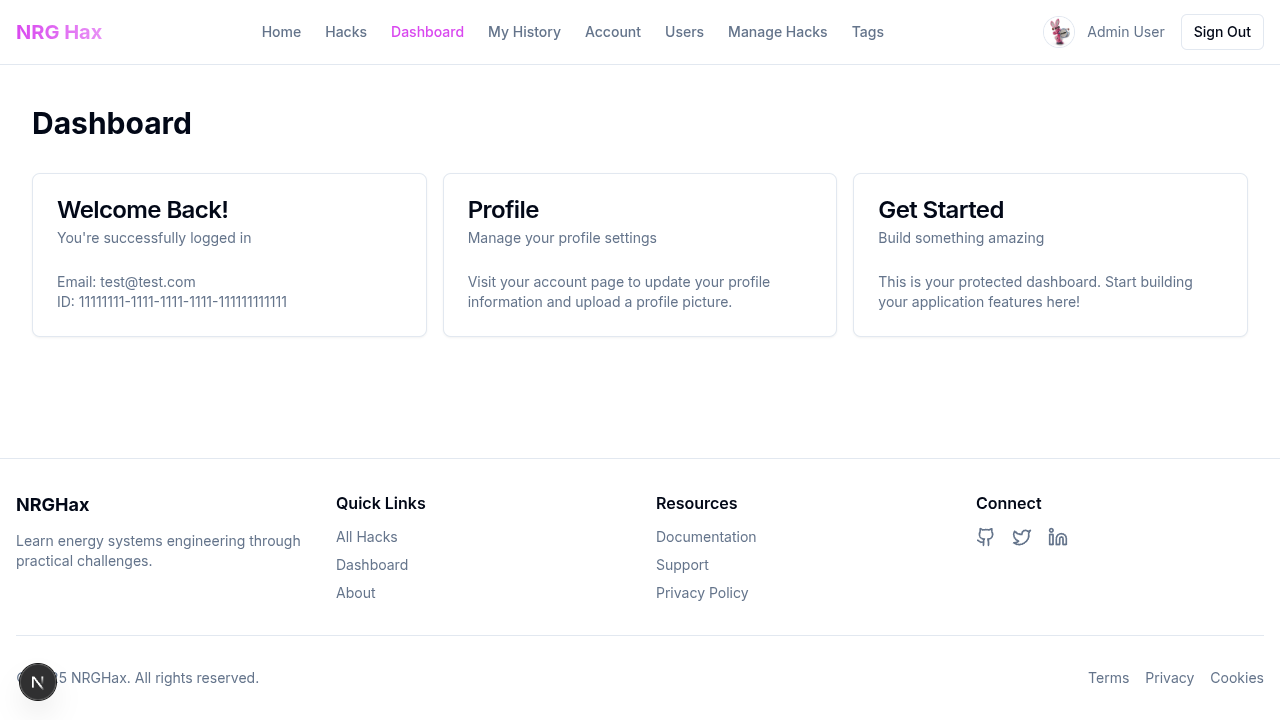 NRG Hax
Home
Hacks
Dashboard
My History
Account
Users
Manage Hacks
Tags
Admin User
Sign Out
Dashboard
Welcome Back!
You're successfully logged in
Email: test@test.com
ID: 11111111-1111-1111-1111-111111111111
Profile
Manage your profile settings
Visit your account page to update your profile
information and upload a profile picture.
Get Started
Build something amazing
This is your protected dashboard. Start building
your application features here!
NRGHax
Learn energy systems engineering through
practical challenges.
Quick Links
All Hacks
Dashboard
About
Resources
Documentation
Support
Privacy Policy
Connect
NRGHax. All rights reserved.
Terms
Privacy
Cookies